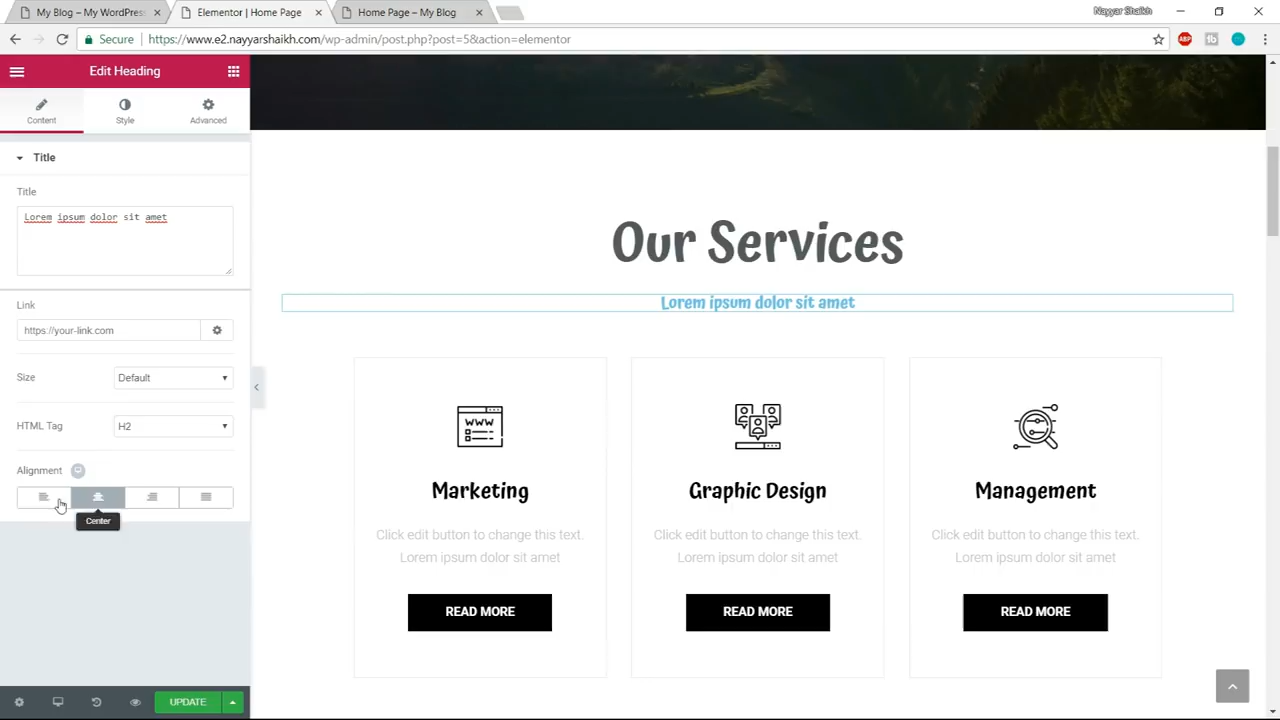 My Blog – My WordPress
Elementor | Home Page
Home Page – My Blog
Nayyar Shaikh
Secure
https://www.e2.nayyarshaikh.com/wp-admin/post.php?post=5&action=elementor
ABP
fb
Edit Heading
Content
Style
Advanced
Title
Title
Lorem ipsum dolor sit amet
Link
https://your-link.com
Size
Default
HTML Tag
H2
Alignment
Center
UPDATE
Our Services
Lorem ipsum dolor sit amet
WWW
Marketing
Graphic Design
Management
Click edit button to change this text.
Lorem ipsum dolor sit amet
Click edit button to change this text.
Lorem ipsum dolor sit amet
Click edit button to change this text.
Lorem ipsum dolor sit amet
READ MORE
READ MORE
READ MORE